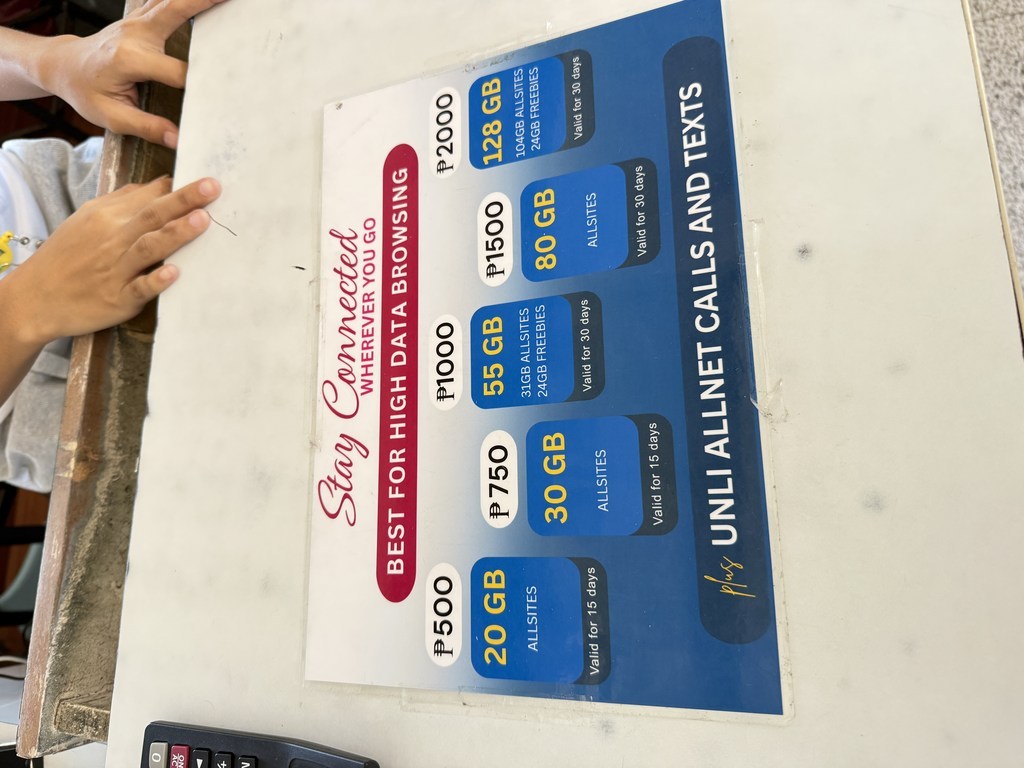 Stay Connected
WHEREVER YOU GO
BEST FOR HIGH DATA BROWSING
₱500
20 GB
ALLSITES
Valid for 15 days
₱750
30 GB
ALLSITES
Valid for 15 days
₱1000
55 GB
31GB ALLSITES
24GB FREEBIES
Valid for 30 days
₱1500
80 GB
ALLSITES
Valid for 30 days
₱2000
128 GB
104GB ALLSITES
24GB FREEBIES
Valid for 30 days
plus UNLI ALLNET CALLS AND TEXTS
ON
AC
0